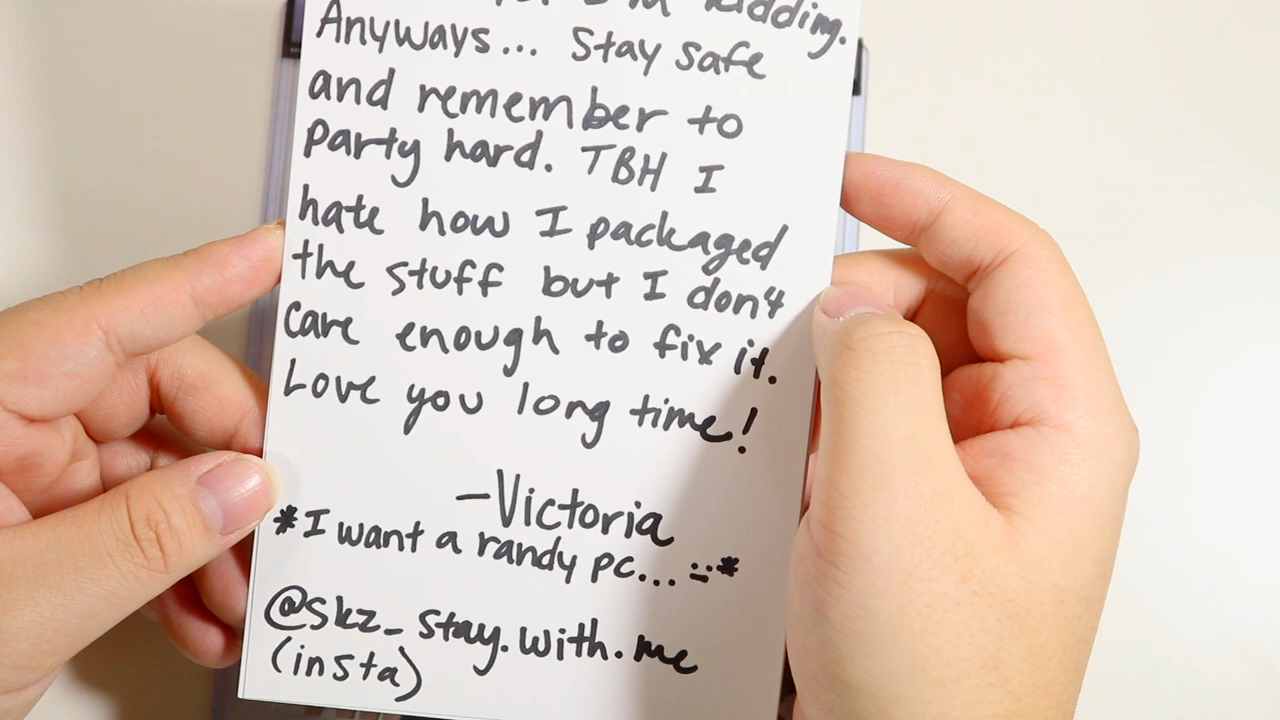 kidding.
Anyways... Stay safe
and remember to
party hard. TBH I
hate how I packaged
the stuff but I don't
care enough to fix it.
Love you long time!
-Victoria
*I want a randy pc... :-*
@skz_stay.with.me
(insta)